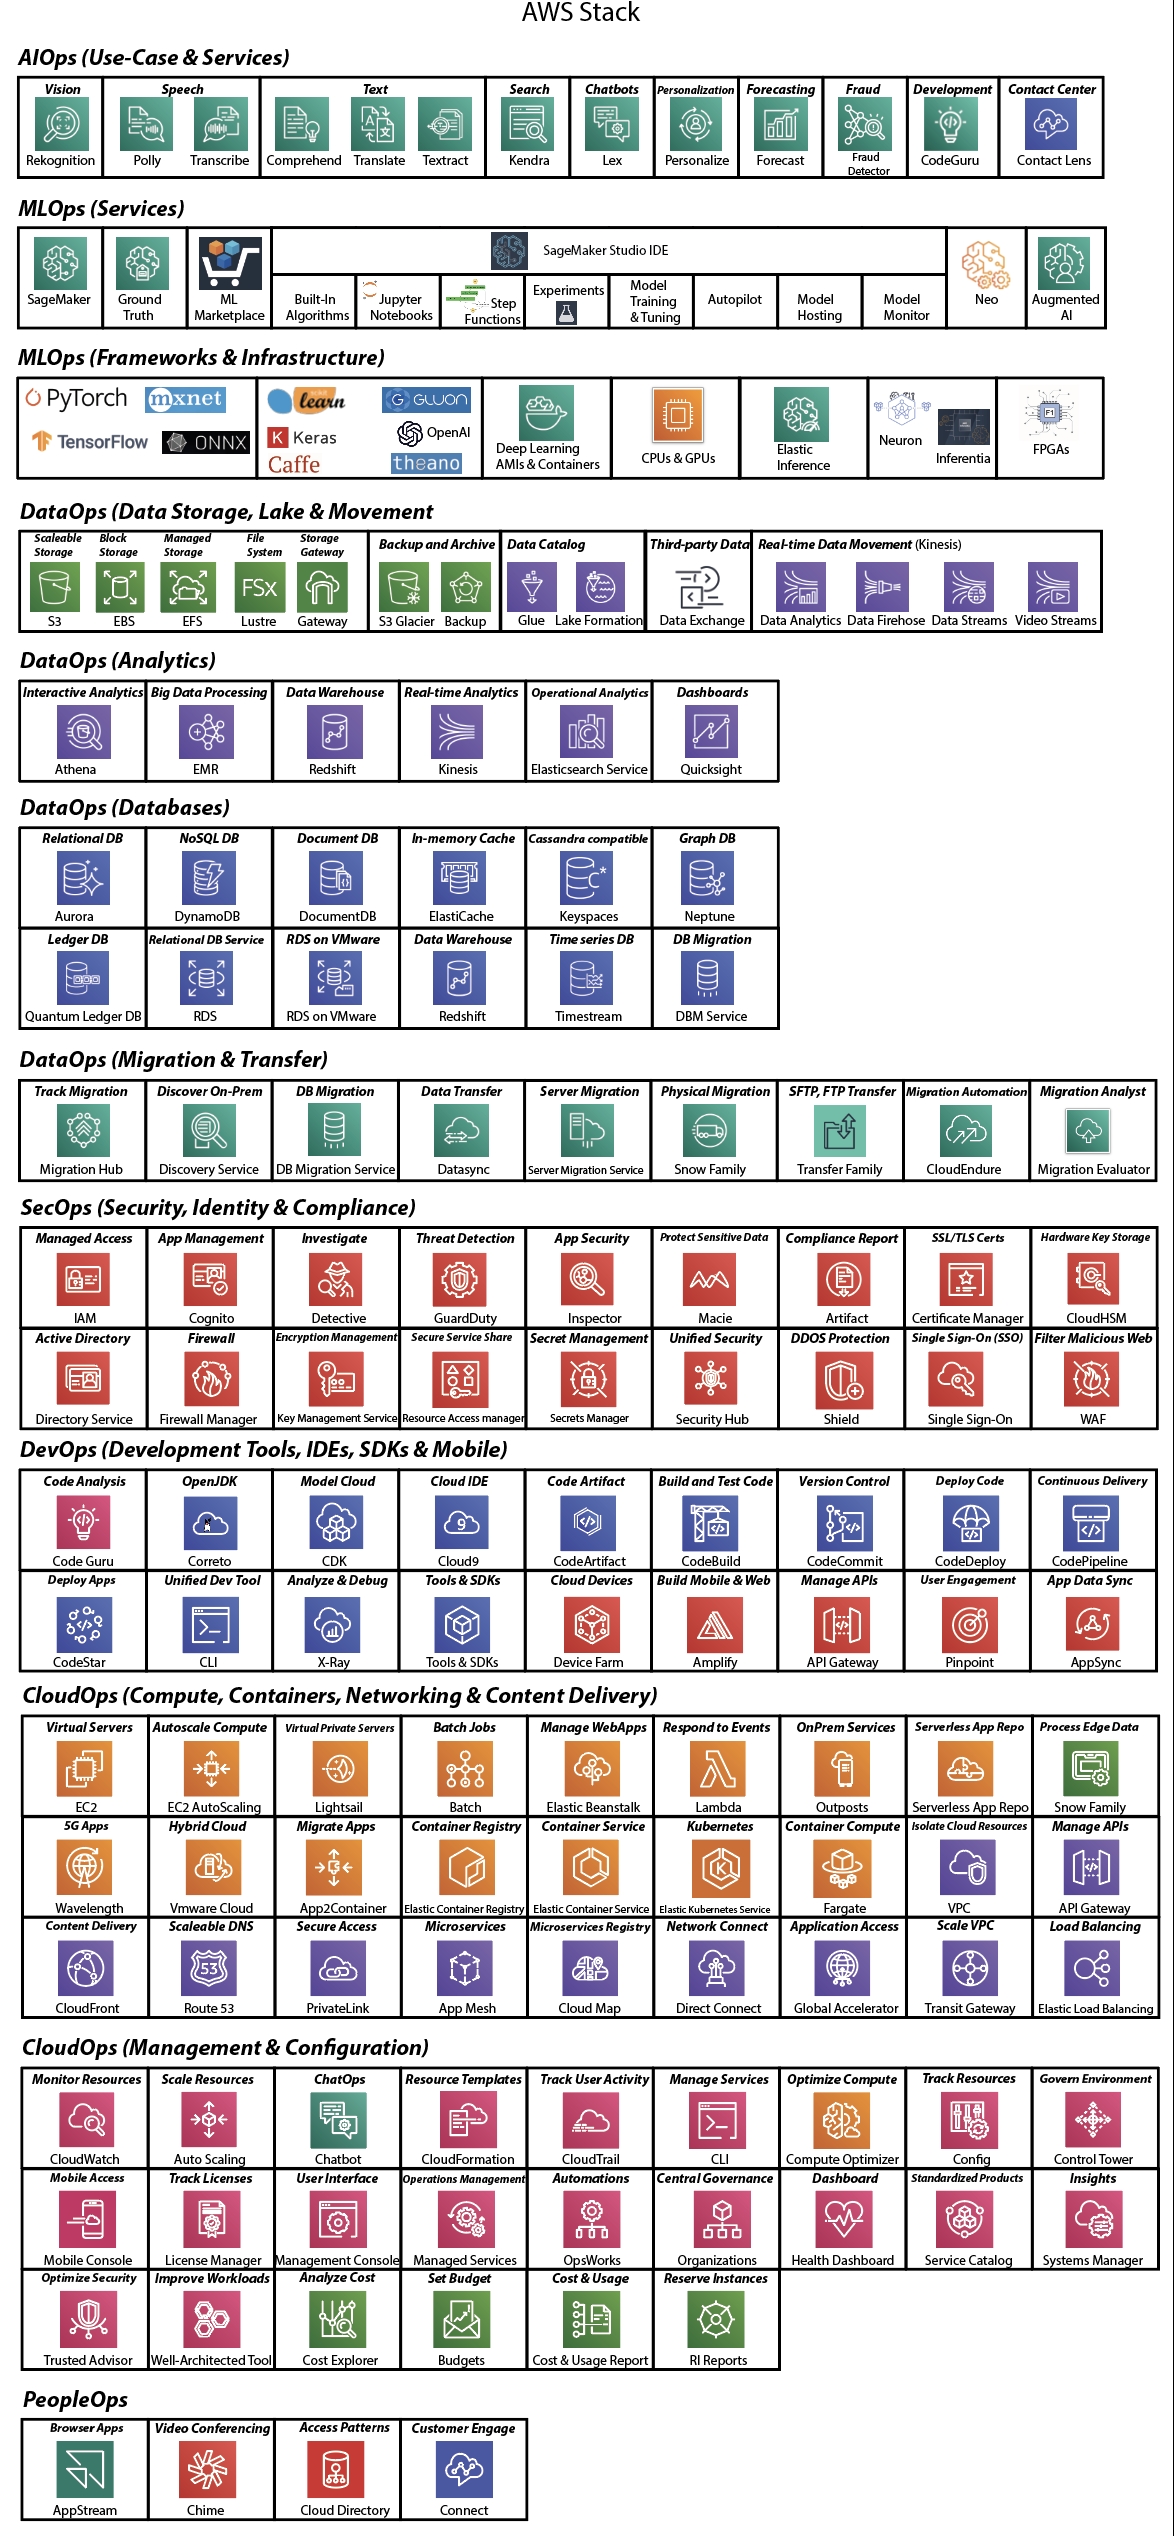 AWS Stack
AIOps (Use-Case & Services)
Vision
Speech
Text
Search
Chatbots
Personalization
Forecasting
Fraud
Development
Contact Center
Rekognition
Polly
Transcribe
Comprehend
Translate
Textract
Kendra
Lex
Personalize
Forecast
Fraud
Detector
CodeGuru
Contact Lens
MLOps (Services)
SageMaker
Ground
Truth
ML
Marketplace
SageMaker Studio IDE
Built-In
Algorithms
Jupyter
Notebooks
Step
Functions
Experiments
Model
Training
& Tuning
Autopilot
Model
Hosting
Model
Monitor
Neo
Augmented
AI
MLOps (Frameworks & Infrastructure)
PyTorch
mxnet
TensorFlow
ONNX
learn
GLUON
Keras
OpenAI
Caffe
theano
Deep Learning
AMIs & Containers
CPUs & GPUs
Elastic
Inference
Neuron
Inferentia
F1
FPGAs
DataOps (Data Storage, Lake & Movement
Scaleable
Storage
Block
Storage
Managed
Storage
File
System
Storage
Gateway
Backup and Archive
Data Catalog
Third-party Data
Real-time Data Movement (Kinesis)
FSx
S3
EBS
EFS
Lustre
Gateway
S3 Glacier
Backup
Glue
Lake Formation
Data Exchange
Data Analytics
Data Firehose
Data Streams
Video Streams
DataOps (Analytics)
Interactive Analytics
Big Data Processing
Data Warehouse
Real-time Analytics
Operational Analytics
Dashboards
Athena
EMR
Redshift
Kinesis
Elasticsearch Service
Quicksight
DataOps (Databases)
Relational DB
NoSQL DB
Document DB
In-memory Cache
Cassandra compatible
Graph DB
C*
Aurora
DynamoDB
DocumentDB
ElastiCache
Keyspaces
Neptune
Ledger DB
Relational DB Service
RDS on VMware
Data Warehouse
Time series DB
DB Migration
Quantum Ledger DB
RDS
RDS on VMware
Redshift
Timestream
DBM Service
DataOps (Migration & Transfer)
Track Migration
Discover On-Prem
DB Migration
Data Transfer
Server Migration
Physical Migration
SFTP, FTP Transfer
Migration Automation
Migration Analyst
Migration Hub
Discovery Service
DB Migration Service
Datasync
Server Migration Service
Snow Family
Transfer Family
CloudEndure
Migration Evaluator
SecOps (Security, Identity & Compliance)
Managed Access
App Management
Investigate
Threat Detection
App Security
Protect Sensitive Data
Compliance Report
SSL/TLS Certs
Hardware Key Storage
IAM
Cognito
Detective
GuardDuty
Inspector
Macie
Artifact
Certificate Manager
CloudHSM
Active Directory
Firewall
Encryption Management
Secure Service Share
Secret Management
Unified Security
DDOS Protection
Single Sign-On (SSO)
Filter Malicious Web
Directory Service
Firewall Manager
Key Management Service
Resource Access manager
Secrets Manager
Security Hub
Shield
Single Sign-On
WAF
DevOps (Development Tools, IDEs, SDKs & Mobile)
Code Analysis
OpenJDK
Model Cloud
Cloud IDE
Code Artifact
Build and Test Code
Version Control
Deploy Code
Continuous Delivery
9
Code Guru
Correto
CDK
Cloud9
CodeArtifact
CodeBuild
CodeCommit
CodeDeploy
CodePipeline
Deploy Apps
Unified Dev Tool
Analyze & Debug
Tools & SDKs
Cloud Devices
Build Mobile & Web
Manage APIs
User Engagement
App Data Sync
CodeStar
CLI
X-Ray
Tools & SDKs
Device Farm
Amplify
API Gateway
Pinpoint
AppSync
CloudOps (Compute, Containers, Networking & Content Delivery)
Virtual Servers
Autoscale Compute
Virtual Private Servers
Batch Jobs
Manage WebApps
Respond to Events
OnPrem Services
Serverless App Repo
Process Edge Data
EC2
EC2 AutoScaling
Lightsail
Batch
Elastic Beanstalk
Lambda
Outposts
Serverless App Repo
Snow Family
5G Apps
Hybrid Cloud
Migrate Apps
Container Registry
Container Service
Kubernetes
Container Compute
Isolate Cloud Resources
Manage APIs
K
Wavelength
Vmware Cloud
App2Container
Elastic Container Registry
Elastic Container Service
Elastic Kubernetes Service
Fargate
VPC
API Gateway
Content Delivery
Scaleable DNS
Secure Access
Microservices
Microservices Registry
Network Connect
Application Access
Scale VPC
Load Balancing
53
CloudFront
Route 53
PrivateLink
App Mesh
Cloud Map
Direct Connect
Global Accelerator
Transit Gateway
Elastic Load Balancing
CloudOps (Management & Configuration)
Monitor Resources
Scale Resources
ChatOps
Resource Templates
Track User Activity
Manage Services
Optimize Compute
Track Resources
Govern Environment
CloudWatch
Auto Scaling
Chatbot
CloudFormation
CloudTrail
CLI
Compute Optimizer
Config
Control Tower
Mobile Access
Track Licenses
User Interface
Operations Management
Automations
Central Governance
Dashboard
Standardized Products
Insights
Mobile Console
License Manager
Management Console
Managed Services
OpsWorks
Organizations
Health Dashboard
Service Catalog
Systems Manager
Optimize Security
Improve Workloads
Analyze Cost
Set Budget
Cost & Usage
Reserve Instances
Trusted Advisor
Well-Architected Tool
Cost Explorer
Budgets
Cost & Usage Report
RI Reports
PeopleOps
Browser Apps
Video Conferencing
Access Patterns
Customer Engage
AppStream
Chime
Cloud Directory
Connect